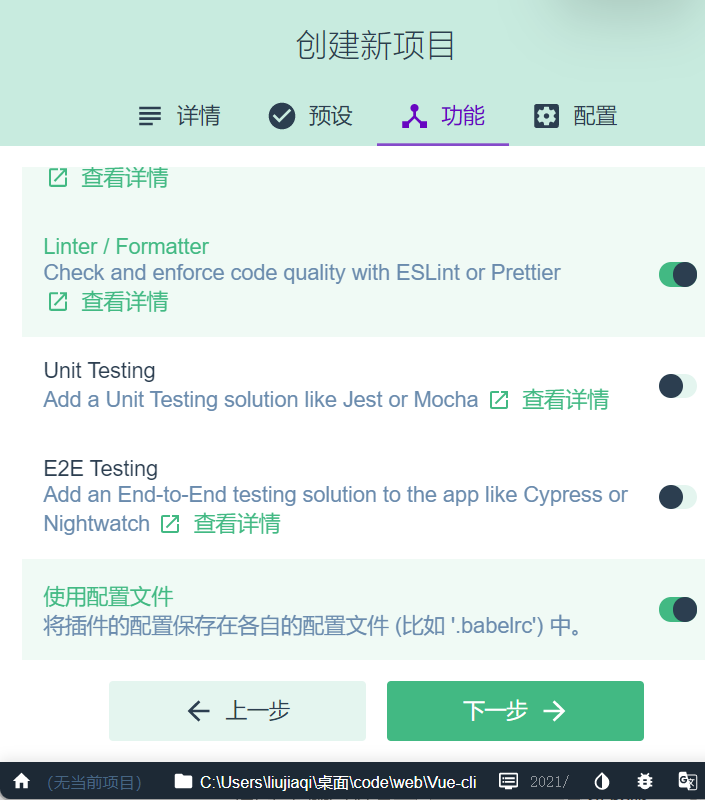 创建新项目
详情 预设 功能 配置
查看详情
Linter / Formatter
Check and enforce code quality with ESLint or Prettier
查看详情
Unit Testing
Add a Unit Testing solution like Jest or Mocha 查看详情
E2E Testing
Add an End-to-End testing solution to the app like Cypress or
Nightwatch 查看详情
使用配置文件
将插件的配置保存在各自的配置文件 (比如 '.babelrc') 中。
上一步 下一步
(无当前项目) C:\Users\liujiaqi\桌面\code\web\Vue-cli 2021/